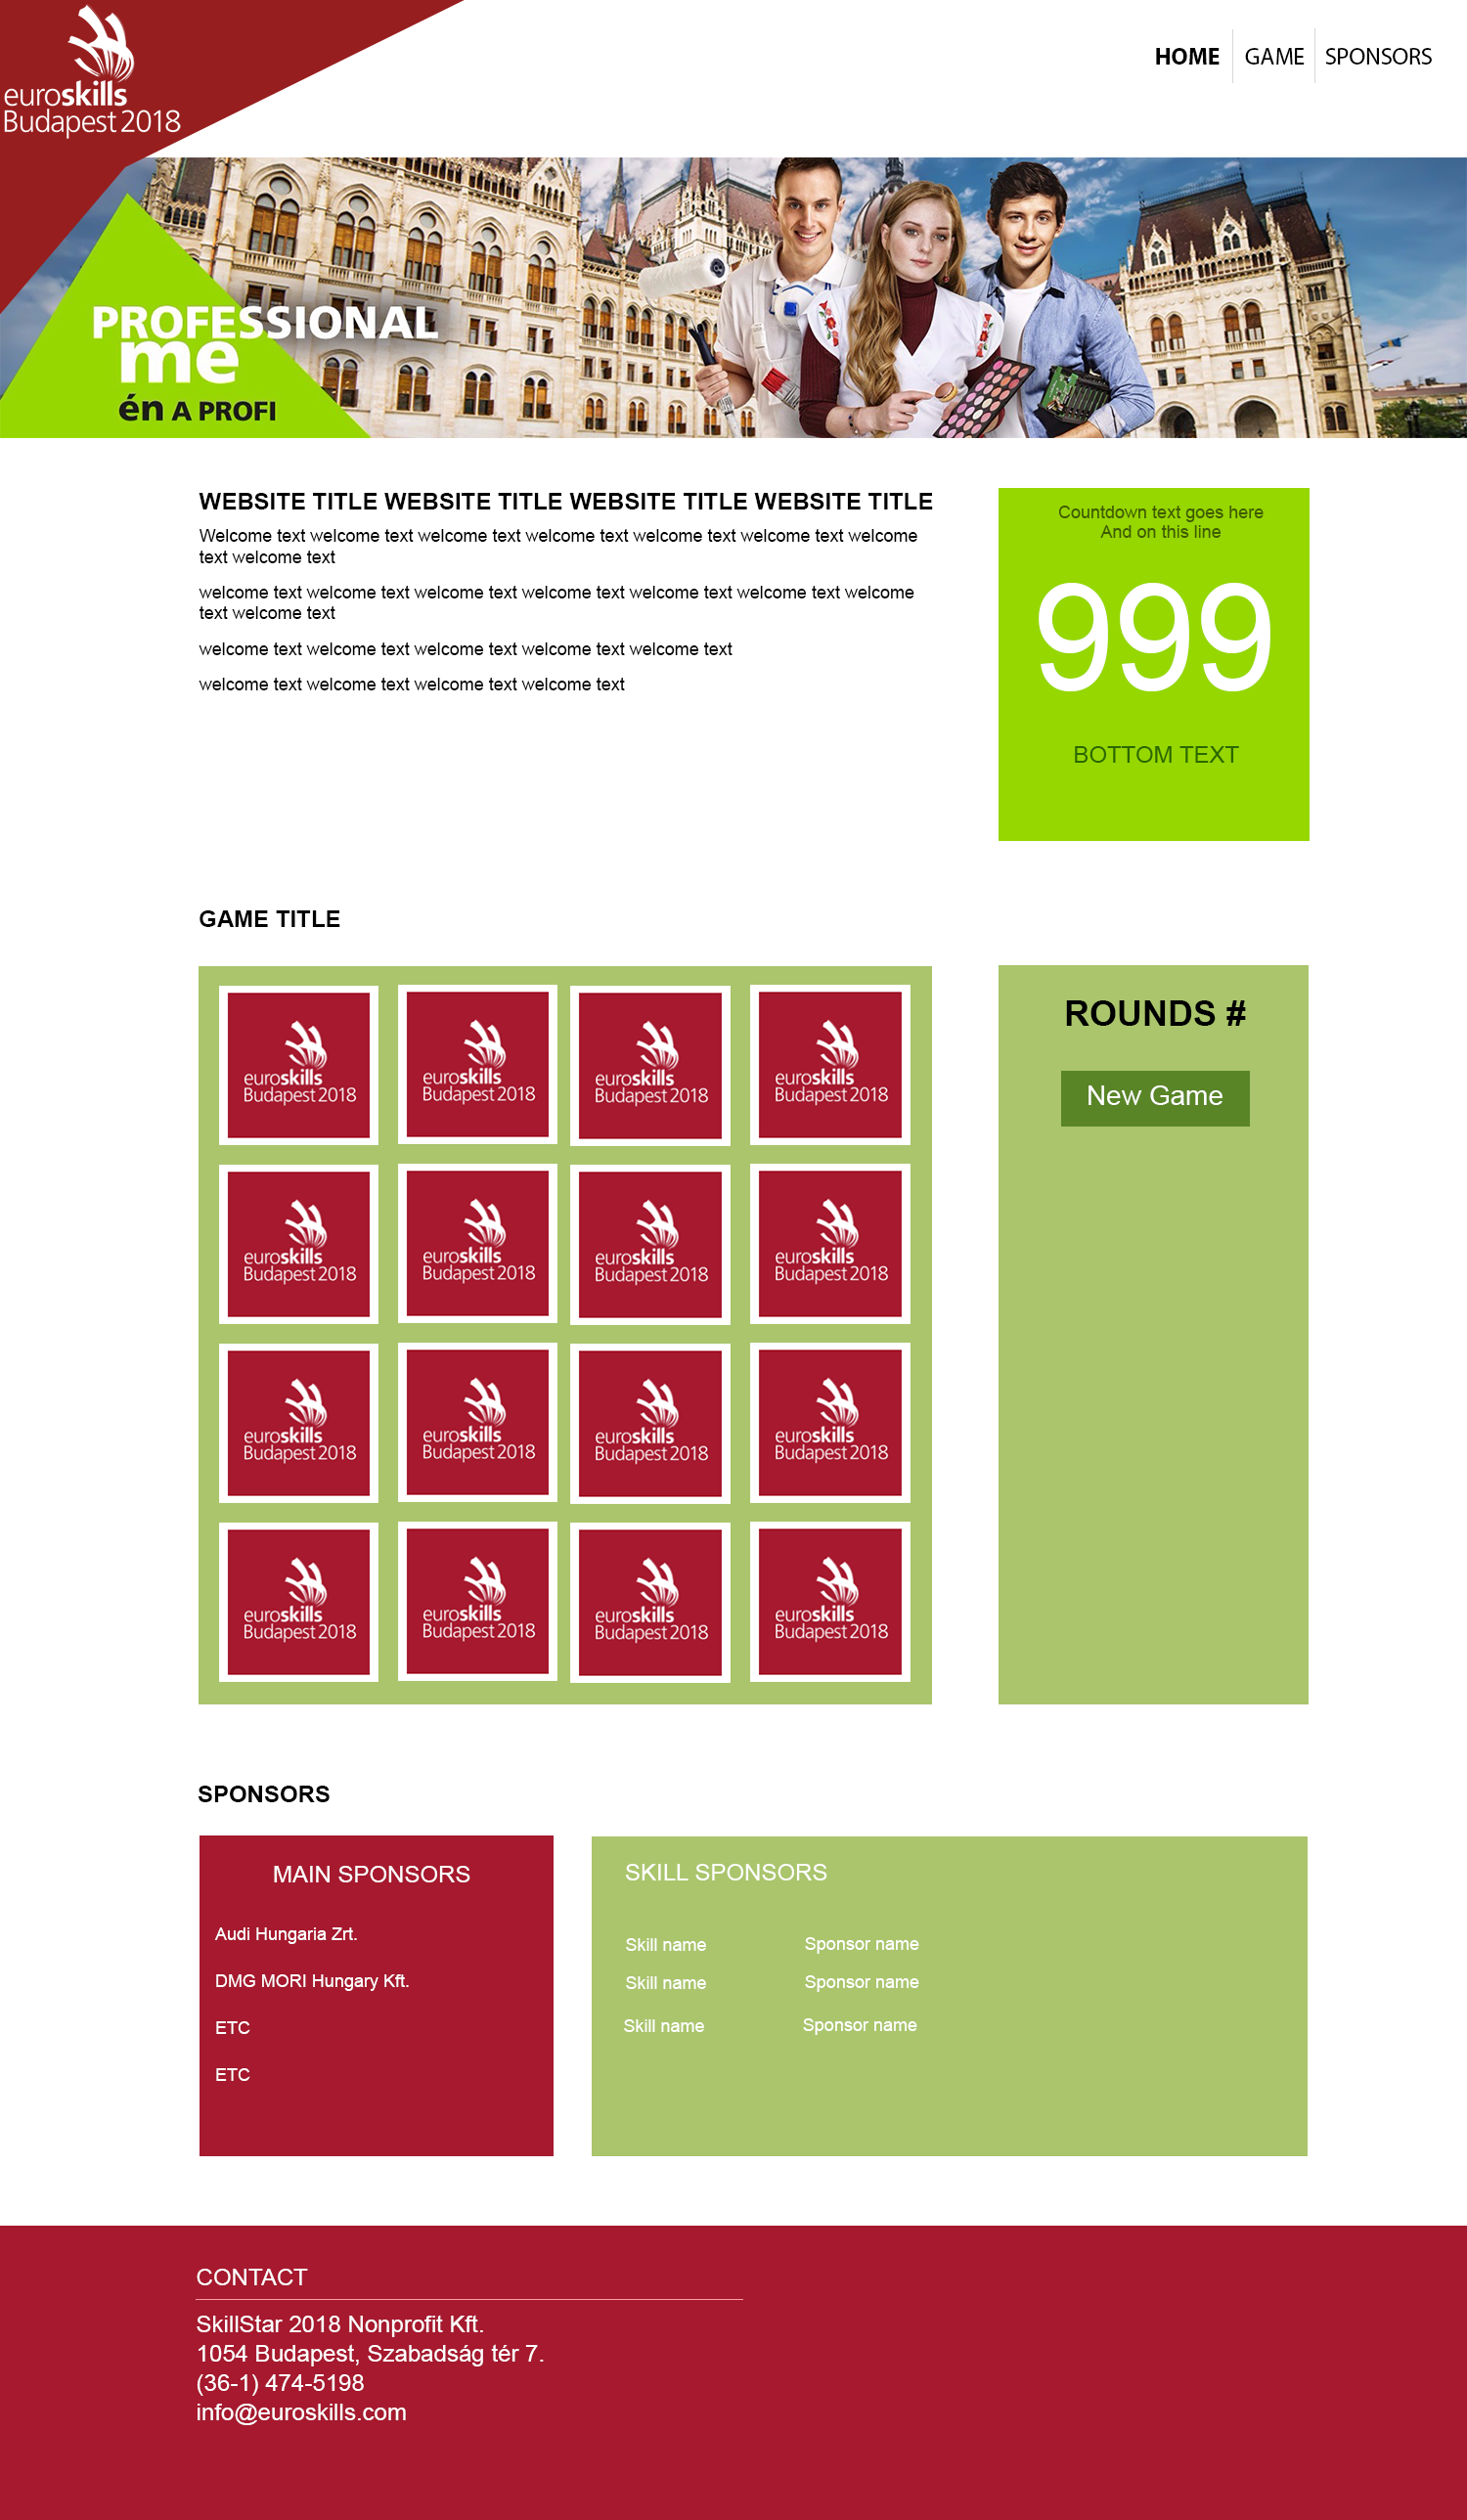 euroskills
Budapest 2018
HOME
GAME
SPONSORS
PROFESSIONAL
me
én A PROFI
WEBSITE TITLE WEBSITE TITLE WEBSITE TITLE WEBSITE TITLE
Welcome text welcome text welcome text welcome text welcome text welcome text welcome
text welcome text
welcome text welcome text welcome text welcome text welcome text welcome text welcome
text welcome text
welcome text welcome text welcome text welcome text welcome text
welcome text welcome text welcome text welcome text
Countdown text goes here
And on this line
999
BOTTOM TEXT
GAME TITLE
euroskills
Budapest 2018
euroskills
Budapest 2018
euroskills
Budapest 2018
euroskills
Budapest 2018
euroskills
Budapest 2018
euroskills
Budapest 2018
euroskills
Budapest 2018
euroskills
Budapest 2018
euroskills
Budapest 2018
euroskills
Budapest 2018
euroskills
Budapest 2018
euroskills
Budapest 2018
euroskills
Budapest 2018
euroskills
Budapest 2018
euroskills
Budapest 2018
euroskills
Budapest 2018
ROUNDS #
New Game
SPONSORS
MAIN SPONSORS
Audi Hungaria Zrt.
DMG MORI Hungary Kft.
ETC
ETC
SKILL SPONSORS
Skill name Sponsor name
Skill name Sponsor name
Skill name Sponsor name
CONTACT
SkillStar 2018 Nonprofit Kft.
1054 Budapest, Szabadság tér 7.
(36-1) 474-5198
info@euroskills.com